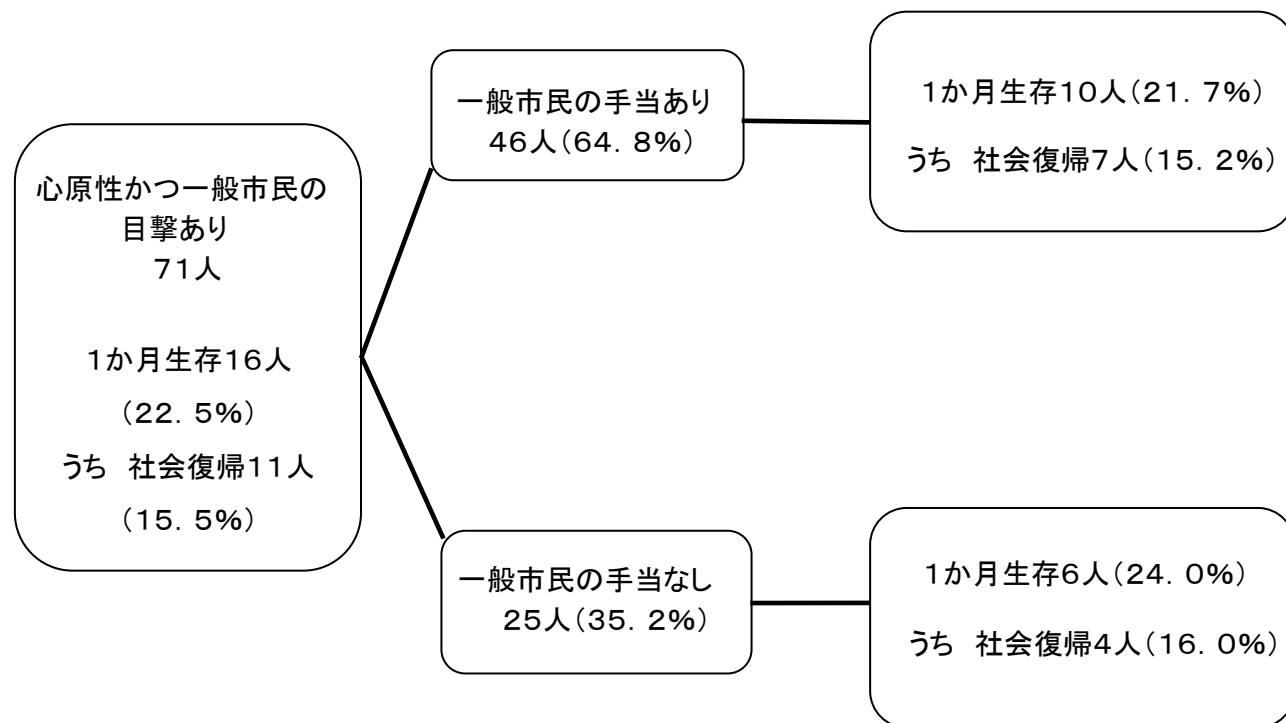 心原性かつ一般市民の
目撃あり
71人
1か月生存16人
(22.5%)
うち 社会復帰11人
(15.5%)
一般市民の手当あり
46人(64.8%)
1か月生存10人(21.7%)
うち 社会復帰7人(15.2%)
一般市民の手当なし
25人(35.2%)
1か月生存6人(24.0%)
うち 社会復帰4人(16.0%)